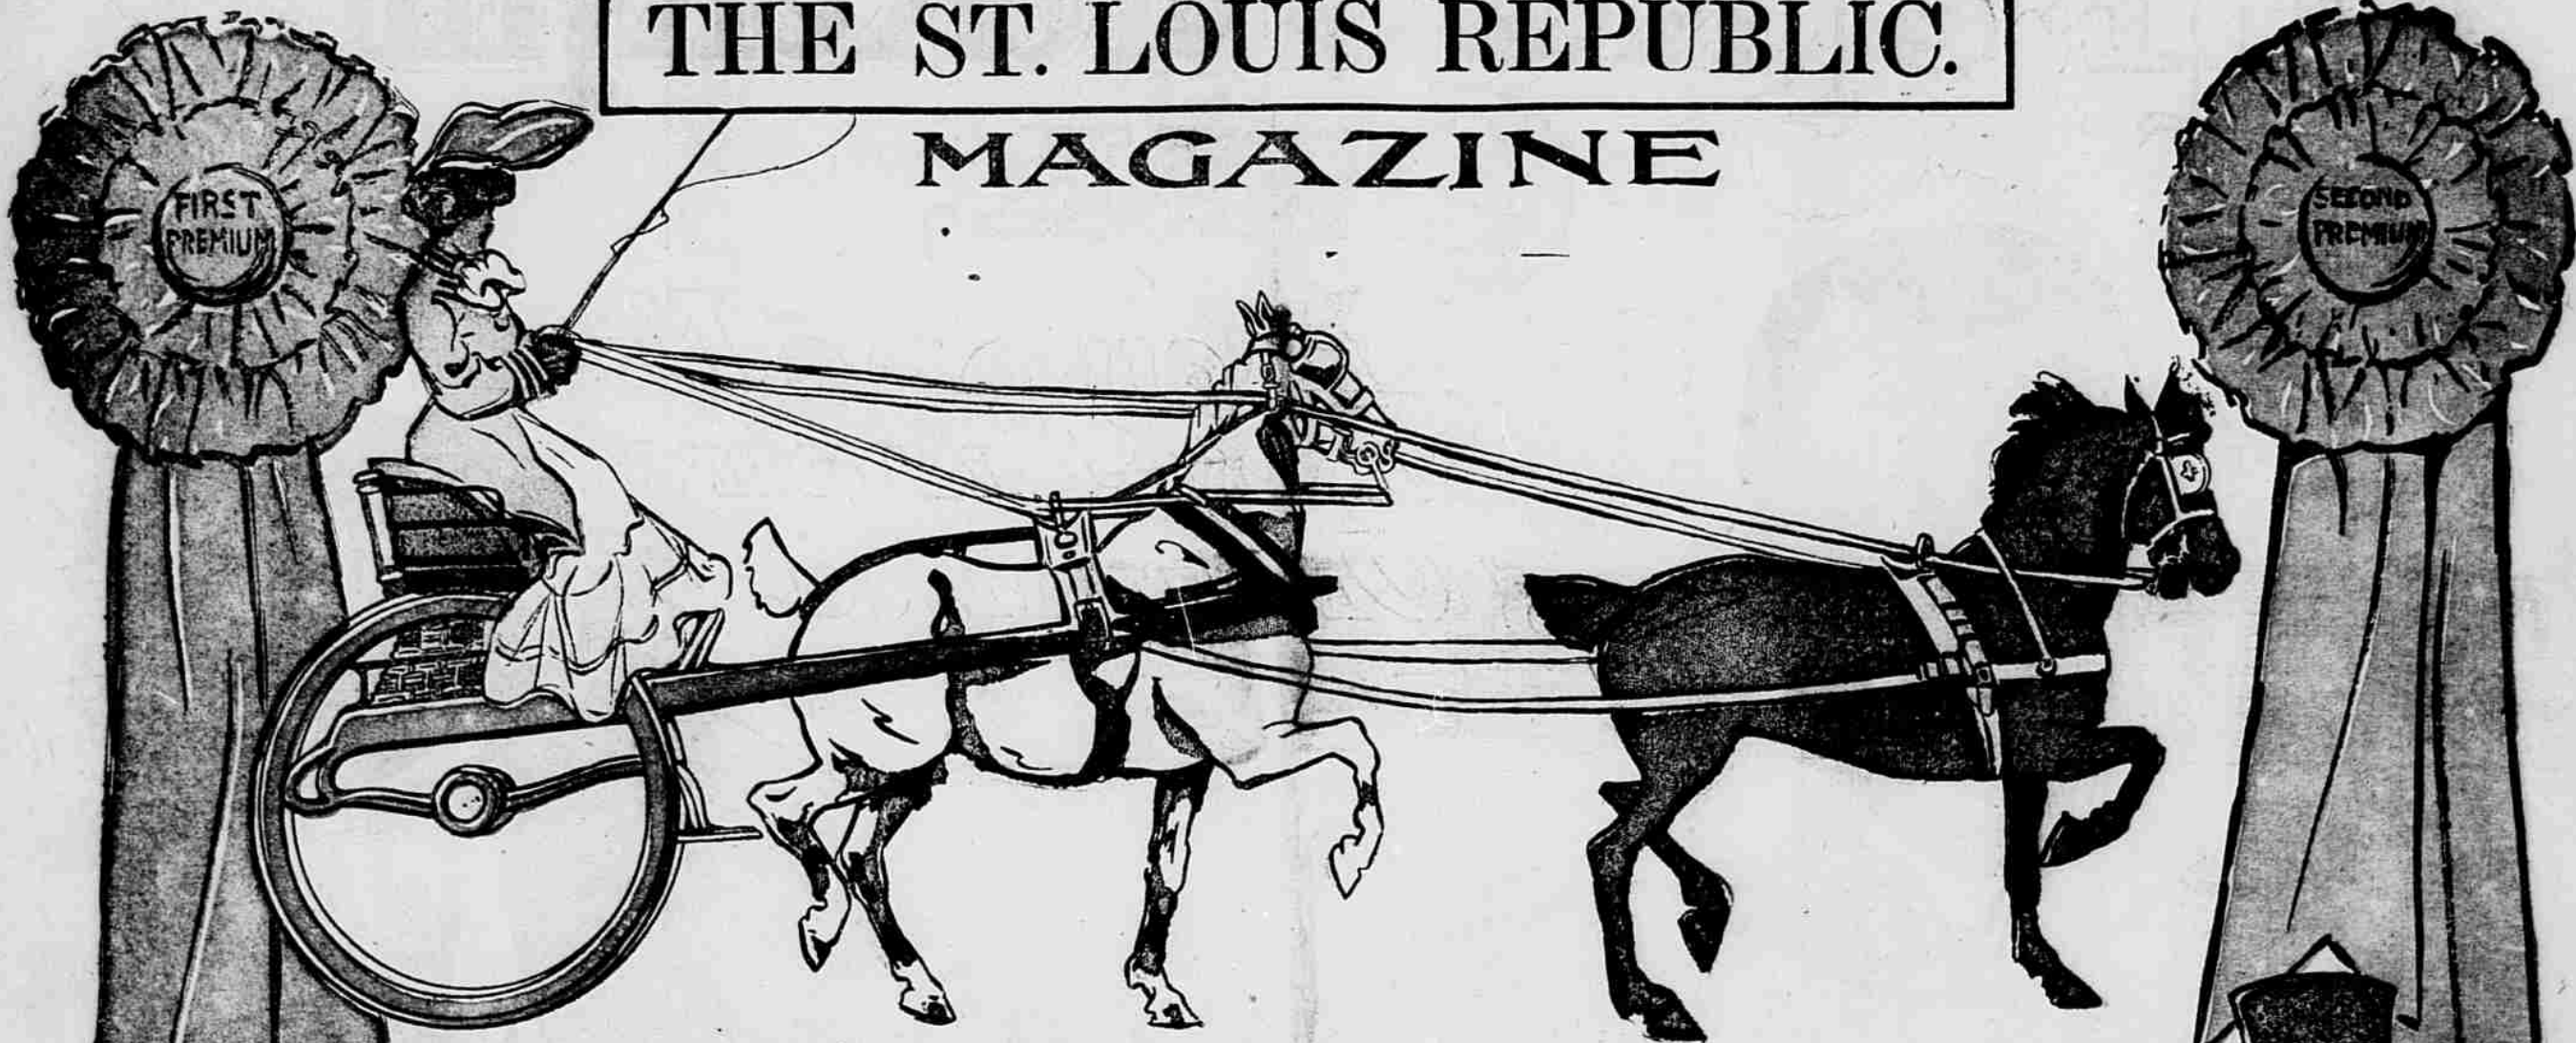 THE ST. LOUIS REPUBLIC.
MAGAZINE
FIRST
PREMIUM
SECOND
PREMIUM